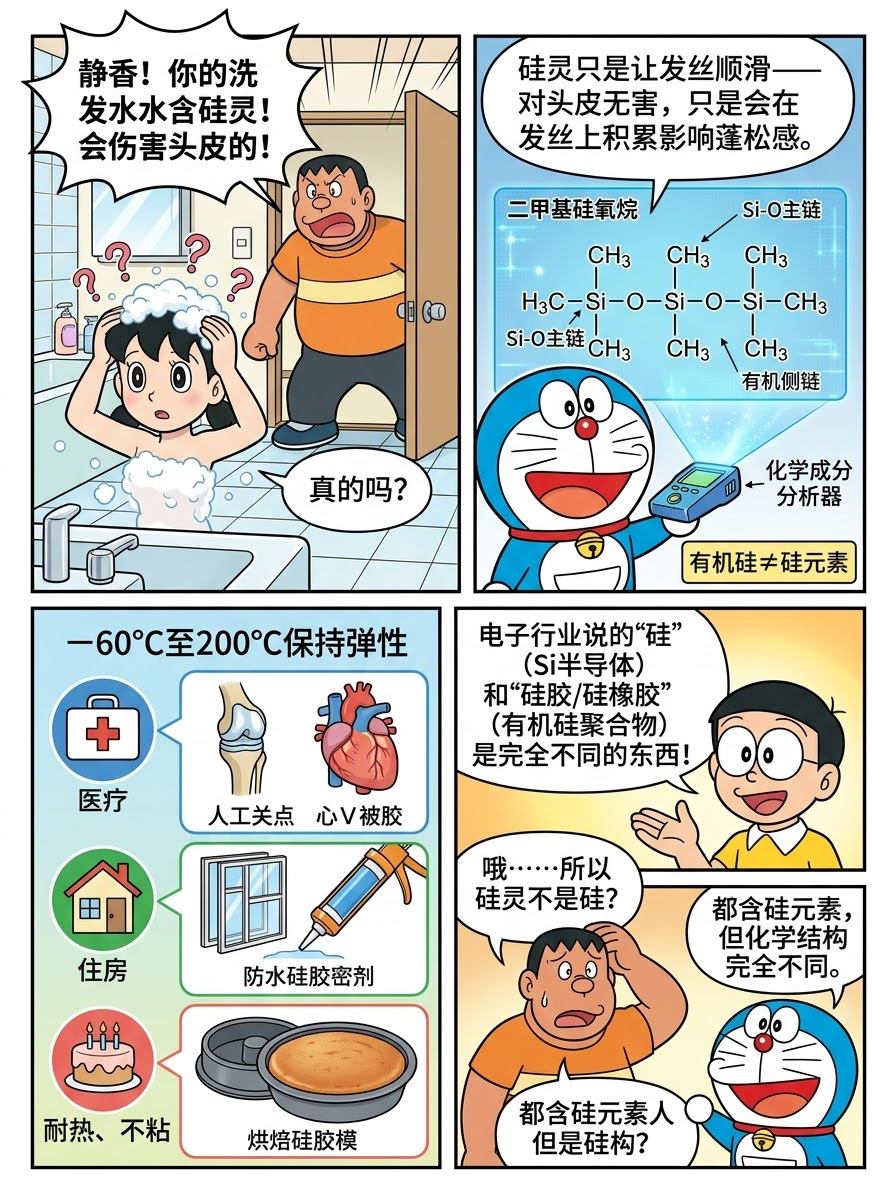 静香！你的洗
发水水含硅灵！
会伤害头皮的！
? ? ? ?
真的吗？
硅灵只是让发丝顺滑——
对头皮无害，只是会在
发丝上积累影响蓬松感。
二甲基硅氧烷
Si-O主链
CH₃ CH₃ CH₃
H₃C–Si–O–Si–O–Si–CH₃
Si-O主链
CH₃ CH₃ CH₃
有机侧链
化学成分
分析器
有机硅≠硅元素
－60°C至200°C保持弹性
医疗
人工关点 心V被胶
住房
防水硅胶密剂
耐热、不粘
烘焙硅胶模
电子行业说的“硅”
（Si半导体）
和“硅胶/硅橡胶”
（有机硅聚合物）
是完全不同的东西！
哦……所以
硅灵不是硅？
都含硅元素，
但化学结构
完全不同。
都含硅元素人
但是硅构？